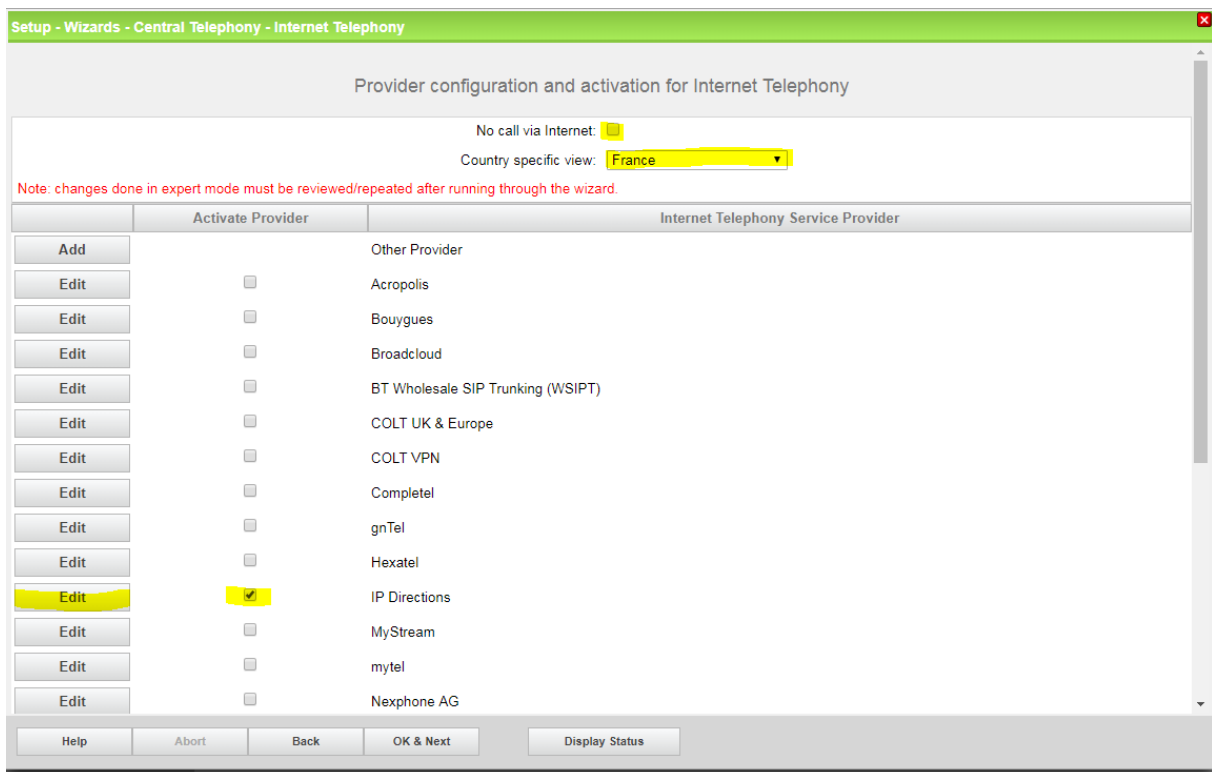 Setup - Wizards - Central Telephony - Internet Telephony
Provider configuration and activation for Internet Telephony
No call via Internet:
Country specific view: France
Note: changes done in expert mode must be reviewed/repeated after running through the wizard.
Activate Provider Internet Telephony Service Provider
Add Other Provider
Edit Acropolis
Edit Bouygues
Edit Broadcloud
Edit BT Wholesale SIP Trunking (WSIPT)
Edit COLT UK & Europe
Edit COLT VPN
Edit Completel
Edit gnTel
Edit Hexatel
Edit IP Directions
Edit MyStream
Edit mytel
Edit Nexphone AG
Help Abort Back OK & Next Display Status